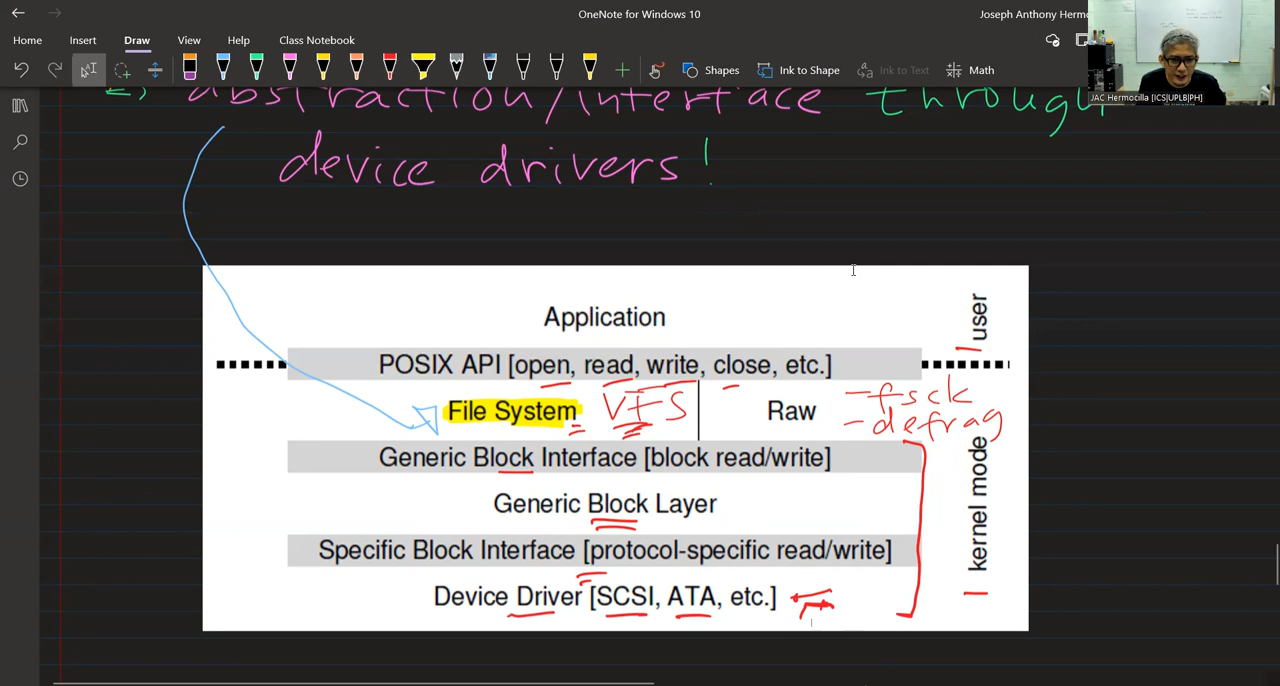 OneNote for Windows 10
Joseph Anthony Hermo
Home Insert Draw View Help Class Notebook
Shapes Ink to Shape Ink to Text Math
JAC Hermocilla [ICS|UPLB|PH]
2) abstraction/interface through
device drivers!
Application
user
POSIX API [open, read, write, close, etc.]
File System VFS Raw
-fsck
-defrag
Generic Block Interface [block read/write]
Generic Block Layer
kernel mode
Specific Block Interface [protocol-specific read/write]
Device Driver [SCSI, ATA, etc.]